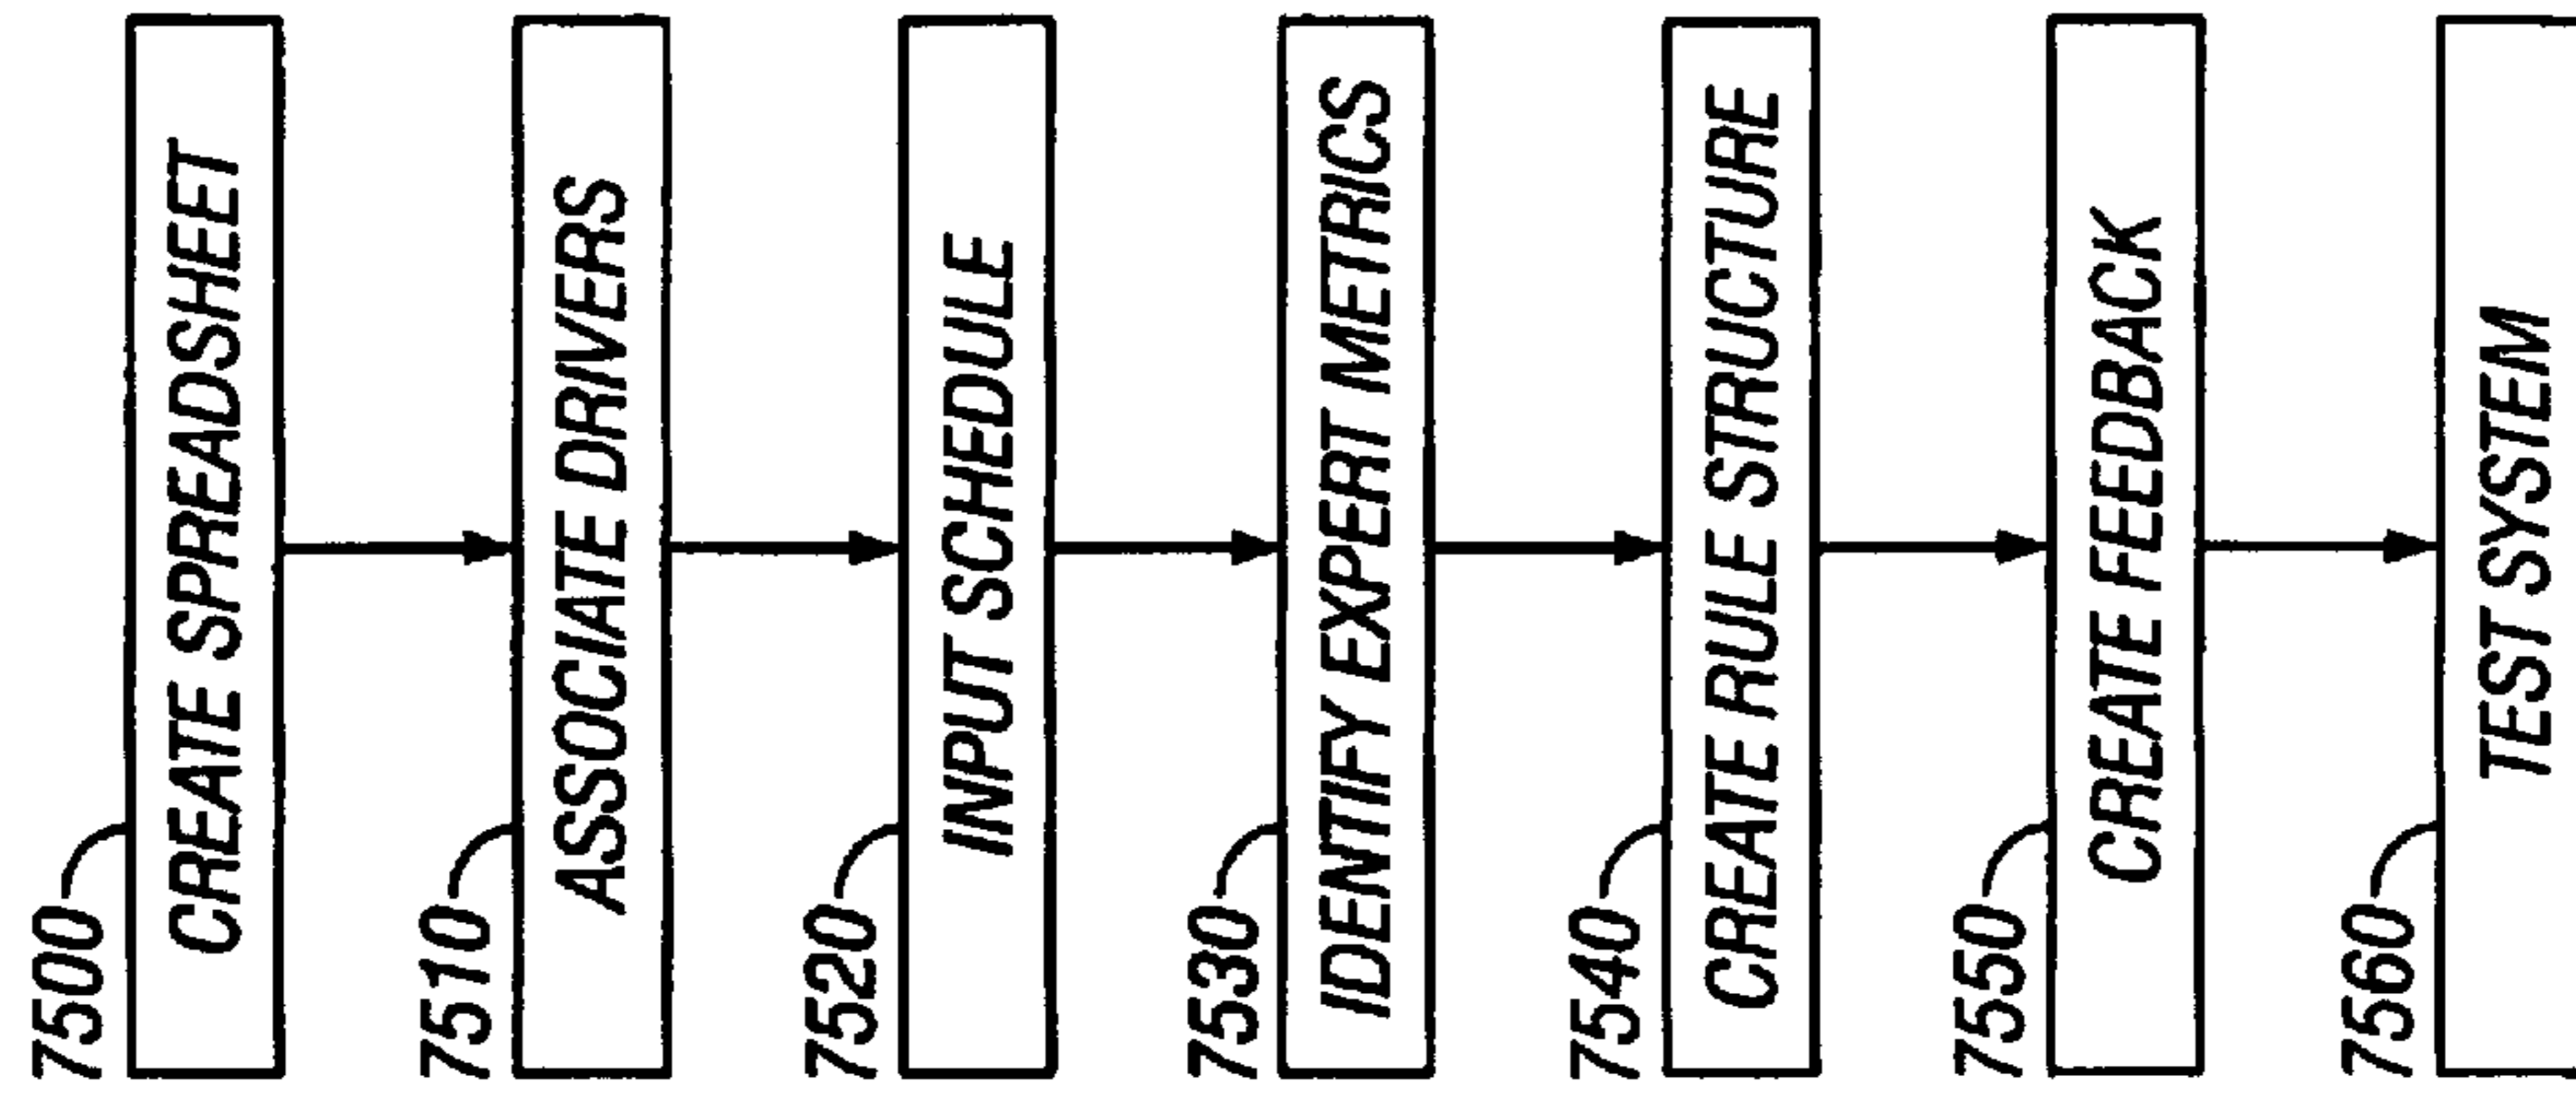 7500
CREATE SPREADSHEET
7510
ASSOCIATE DRIVERS
7520
INPUT SCHEDULE
7530
IDENTIFY EXPERT METRICS
7540
CREATE RULE STRUCTURE
7550
CREATE FEEDBACK
7560
TEST SYSTEM